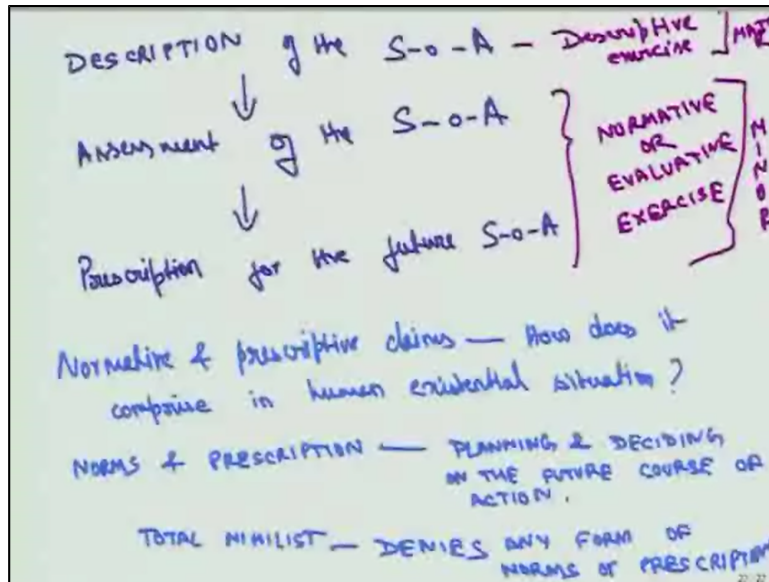 DESCRIPTION of the S-o-A — Descriptive exercise ]
↓
Assessment of the S-o-A } NORMATIVE OR EVALUATIVE EXERCISE ] MINOR
↓
Prescription for the future S-o-A
Normative & prescriptive claims — How does it
comprise in human existential situation?
NORMS & PRESCRIPTION — PLANNING & DECIDING
ON THE FUTURE COURSE OF
ACTION.
TOTAL NIHILIST — DENIES ANY FORM OF
NORMS OR PRESCRIPTION